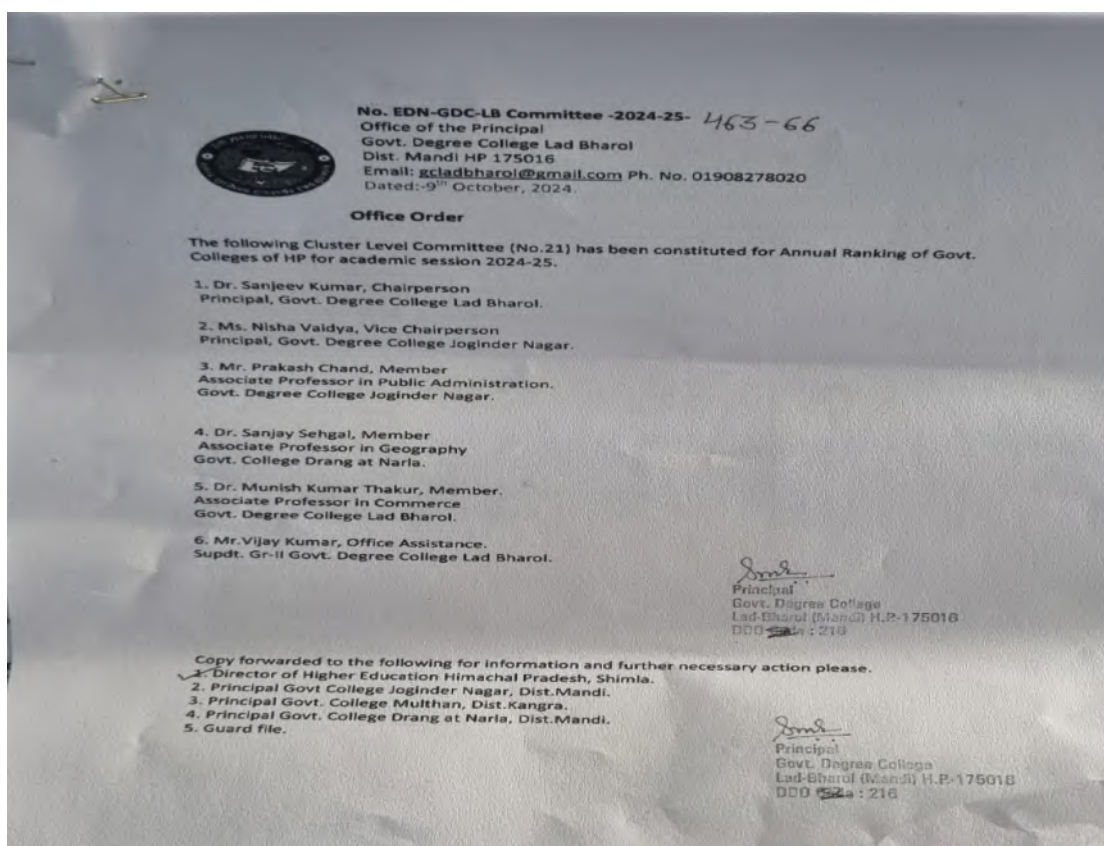 No. EDN-GDC-LB Committee -2024-25- 463-66
Office of the Principal
Govt. Degree College Lad Bharol
Dist. Mandi HP 175016
Email: gcladbharol@gmail.com Ph. No. 01908278020
Dated:-9th October, 2024.
Office Order
The following Cluster Level Committee (No.21) has been constituted for Annual Ranking of Govt.
Colleges of HP for academic session 2024-25.
1. Dr. Sanjeev Kumar, Chairperson
Principal, Govt. Degree College Lad Bharol.
2. Ms. Nisha Vaidya, Vice Chairperson
Principal, Govt. Degree College Joginder Nagar.
3. Mr. Prakash Chand, Member
Associate Professor in Public Administration.
Govt. Degree College Joginder Nagar.
4. Dr. Sanjay Sehgal, Member
Associate Professor in Geography
Govt. College Drang at Narla.
5. Dr. Munish Kumar Thakur, Member.
Associate Professor in Commerce
Govt. Degree College Lad Bharol.
6. Mr.Vijay Kumar, Office Assistance.
Supdt. Gr-II Govt. Degree College Lad Bharol.
Principal
Govt. Degree College
Lad-Bharol (Mandi) H.P.-175016
DDO : 216
Copy forwarded to the following for information and further necessary action please.
1. Director of Higher Education Himachal Pradesh, Shimla.
2. Principal Govt College Joginder Nagar, Dist.Mandi.
3. Principal Govt. College Multhan, Dist.Kangra.
4. Principal Govt. College Drang at Narla, Dist.Mandi.
5. Guard file.
Principal
Govt. Degree College
Lad-Bharol (Mandi) H.P.-175016
DDO : 216